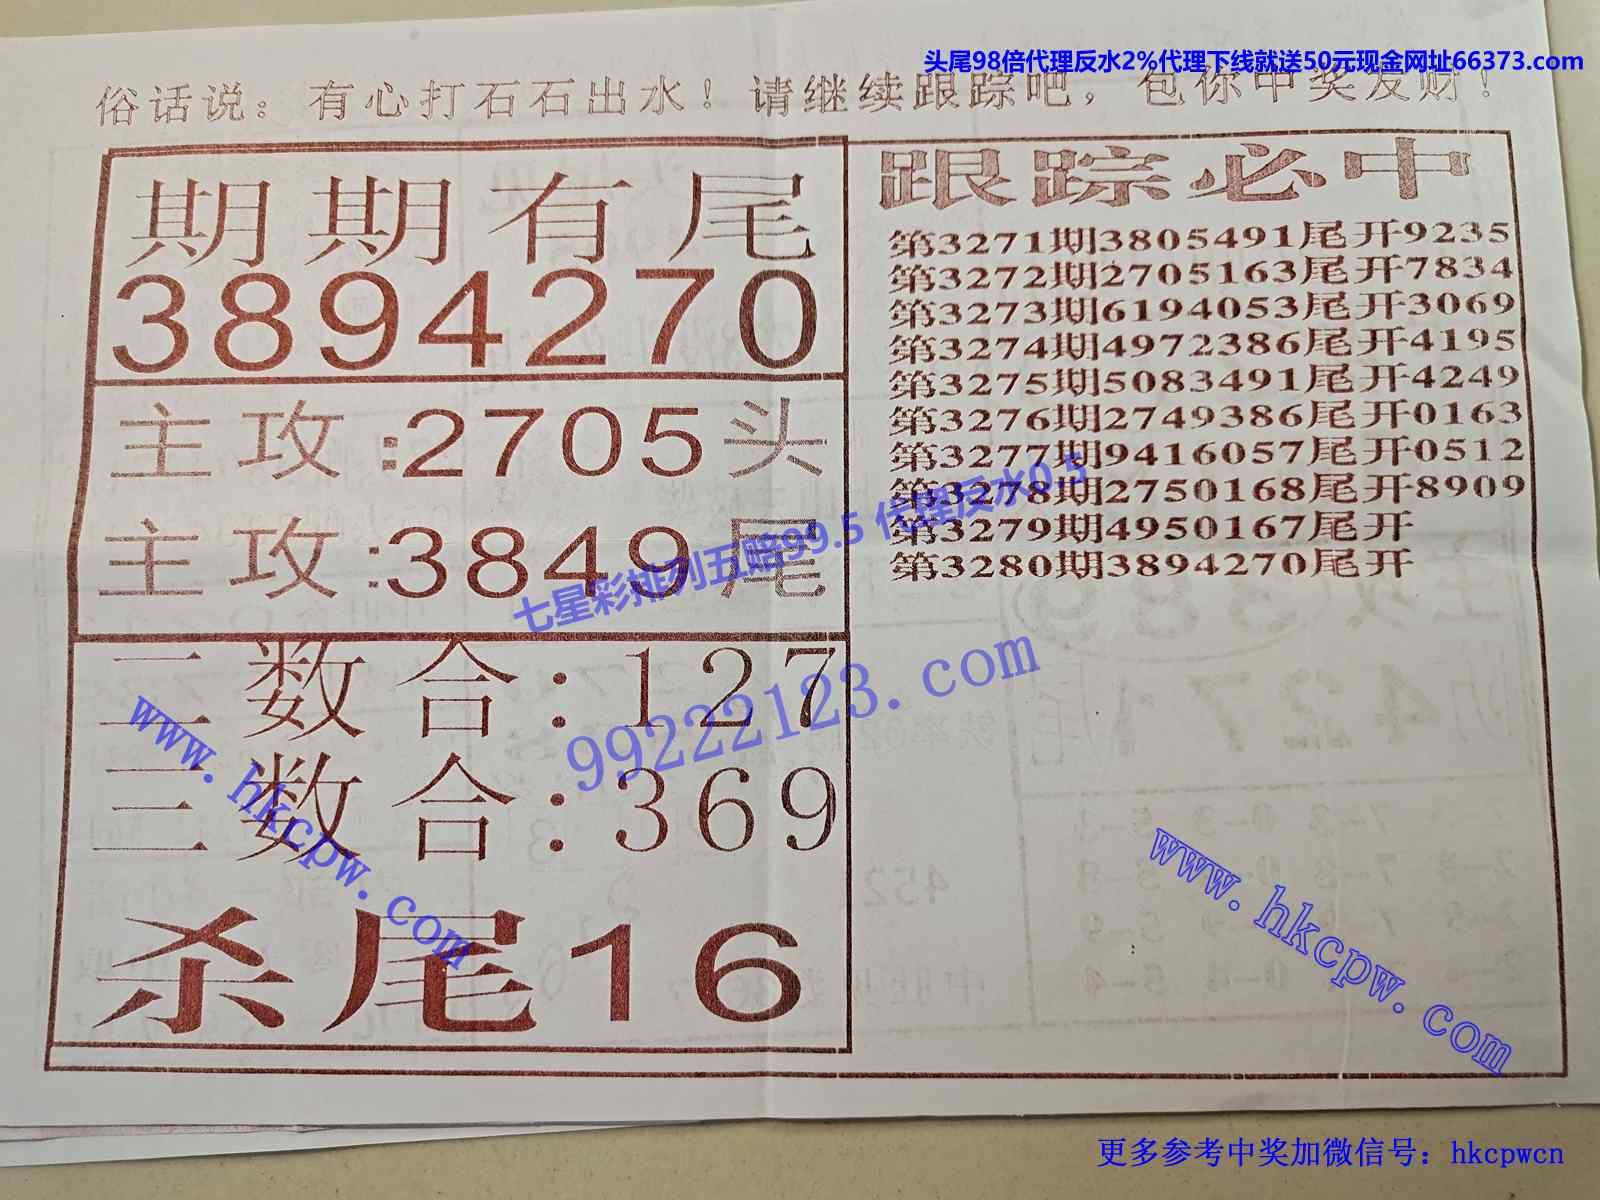 头尾98倍代理反水2%代理下线就送50元现金网址66373.com
俗话说：有心打石石出水！请继续跟踪吧，包你中奖发财！
期期有尾
3894270
主攻:2705头
主攻:3849尾
二数合:127
三数合:369
杀尾16
跟踪必中
第3271期3805491尾开9235
第3272期2705163尾开7834
第3273期6194053尾开3069
第3274期4972386尾开4195
第3275期5083491尾开4249
第3276期2749386尾开0163
第3277期9416057尾开0512
第3278期2750168尾开8909
第3279期4950167尾开
第3280期3894270尾开
七星彩排列五赔99.5 代理反水0.5
99222123.com
www.hkcpw.com
www.hkcpw.com
更多参考中奖加微信号：hkcpwcn